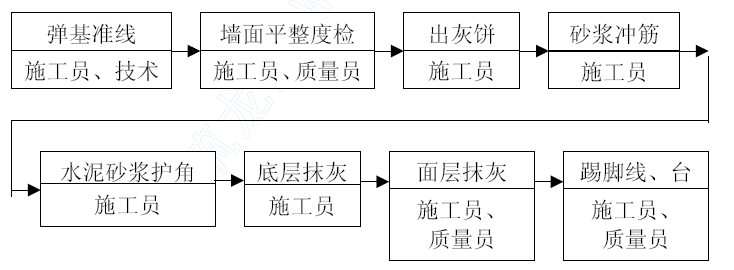 弹基准线
施工员、技术
墙面平整度检
施工员、质量员
出灰饼
施工员
砂浆冲筋
施工员
水泥砂浆护角
施工员
底层抹灰
施工员
面层抹灰
施工员、
质量员
踢脚线、台
施工员、
质量员